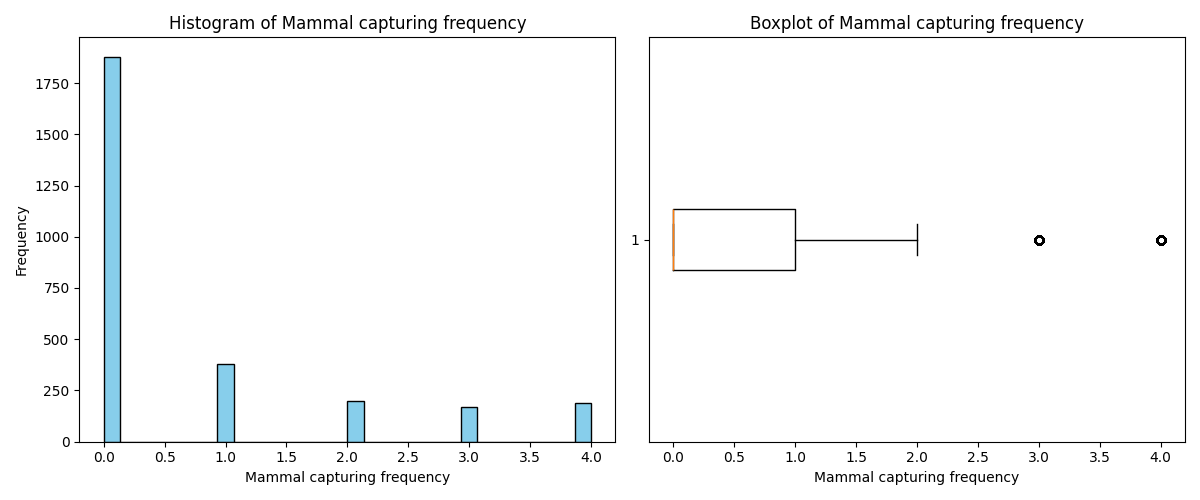 Histogram of Mammal capturing frequency
Frequency
1750
1500
1250
1000
750
500
250
0
0.0 0.5 1.0 1.5 2.0 2.5 3.0 3.5 4.0
Mammal capturing frequency
Boxplot of Mammal capturing frequency
1
0.0 0.5 1.0 1.5 2.0 2.5 3.0 3.5 4.0
Mammal capturing frequency